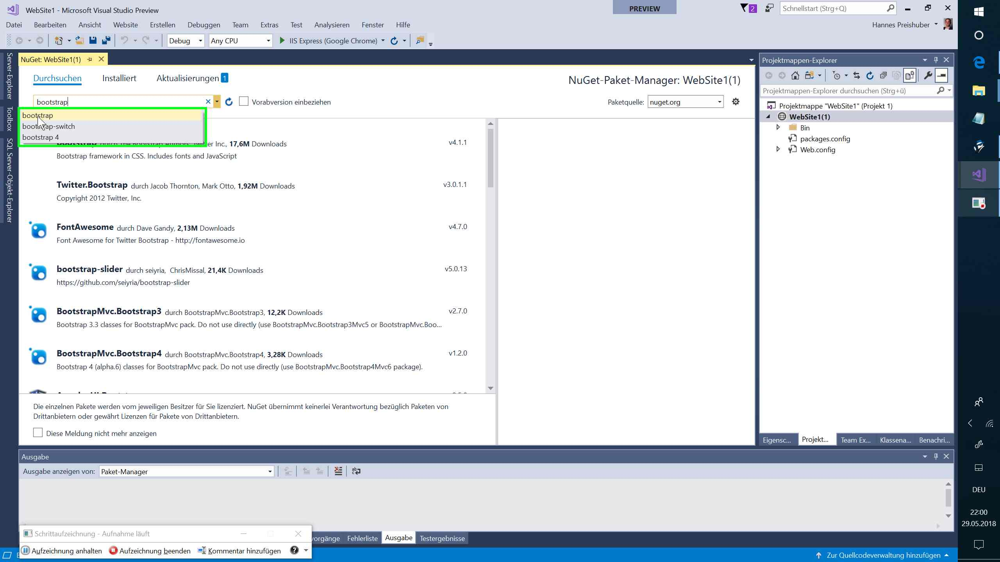 WebSite1 - Microsoft Visual Studio Preview
PREVIEW
2
Schnellstart (Strg+Q)
Datei Bearbeiten Ansicht Website Erstellen Debuggen Team Extras Test Analysieren Fenster Hilfe
Hannes Preishuber
Debug Any CPU IIS Express (Google Chrome)
Server-Explorer
Toolbox
SQL Server-Objekt-Explorer
NuGet: WebSite1(1)
Durchsuchen Installiert Aktualisierungen 1
NuGet-Paket-Manager: WebSite1(1)
bootstrap
Vorabversion einbeziehen
Paketquelle: nuget.org
bootstrap
bootstrap-switch
bootstrap 4
er Inc., 17,6M Downloads v4.1.1
Bootstrap framework in CSS. Includes fonts and JavaScript
Twitter.Bootstrap durch Jacob Thornton, Mark Otto, 1,92M Downloads v3.0.1.1
Copyright 2012 Twitter, Inc.
FontAwesome durch Dave Gandy, 2,13M Downloads v4.7.0
Font Awesome for Twitter Bootstrap - http://fontawesome.io
bootstrap-slider durch seiyria, ChrisMissal, 21,4K Downloads v5.0.13
https://github.com/seiyria/bootstrap-slider
BootstrapMvc.Bootstrap3 durch BootstrapMvc.Bootstrap3, 12,2K Downloads v2.7.0
Bootstrap 3.3 classes for BootstrapMvc pack. Do not use directly (use BootstrapMvc.Bootstrap3Mvc5 or BootstrapMvc.Boo...
BootstrapMvc.Bootstrap4 durch BootstrapMvc.Bootstrap4, 3,28K Downloads v1.2.0
Bootstrap 4 (alpha.6) classes for BootstrapMvc pack. Do not use directly (use BootstrapMvc.Bootstrap4Mvc6 package).
Die einzelnen Pakete werden vom jeweiligen Besitzer für Sie lizenziert. NuGet übernimmt keinerlei Verantwortung bezüglich Paketen von
Drittanbietern oder gewährt Lizenzen für Pakete von Drittanbietern.
Diese Meldung nicht mehr anzeigen
Projektmappen-Explorer
Projektmappen-Explorer durchsuchen (Strg+ü)
Projektmappe "WebSite1" (Projekt 1)
WebSite1(1)
Bin
packages.config
Web.config
Eigensc... Projekt... Team Ex... Klassena... Benachri...
Ausgabe
Ausgabe anzeigen von: Paket-Manager
Schrittaufzeichnung - Aufnahme läuft
vorgänge Fehlerliste Ausgabe Testergebnisse
Aufzeichnung anhalten Aufzeichnung beenden Kommentar hinzufügen
Zur Quellcodeverwaltung hinzufügen
DEU
22:00
29.05.2018